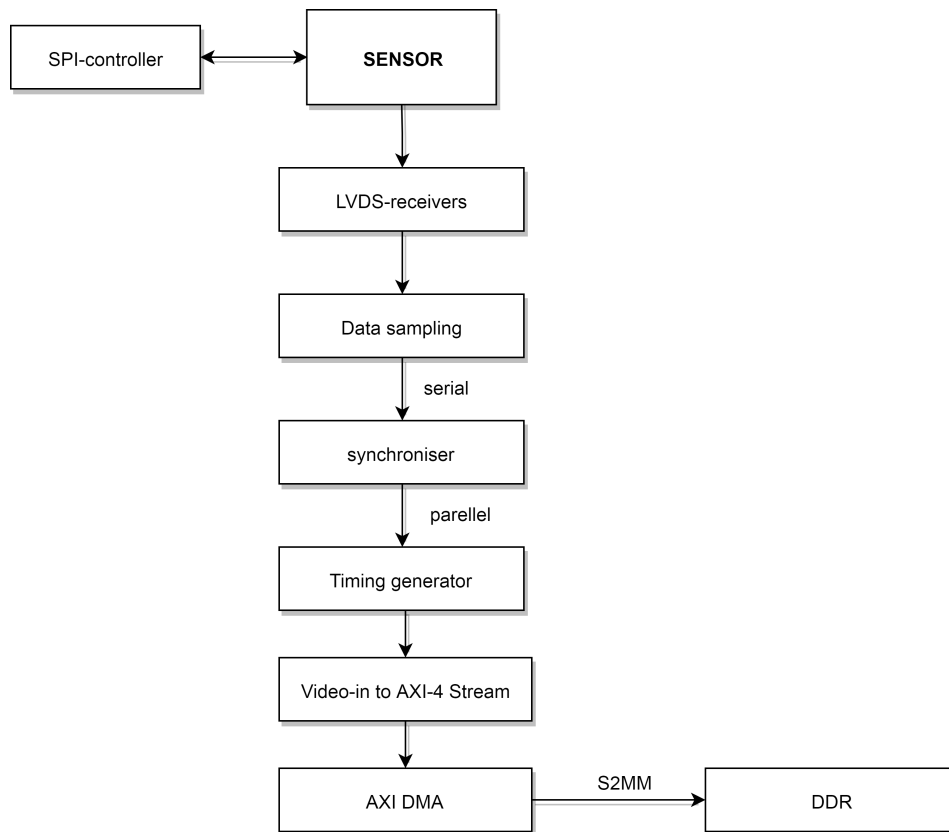 SPI-controller
SENSOR
LVDS-receivers
Data sampling
serial
synchroniser
parellel
Timing generator
Video-in to AXI-4 Stream
AXI DMA
S2MM
DDR